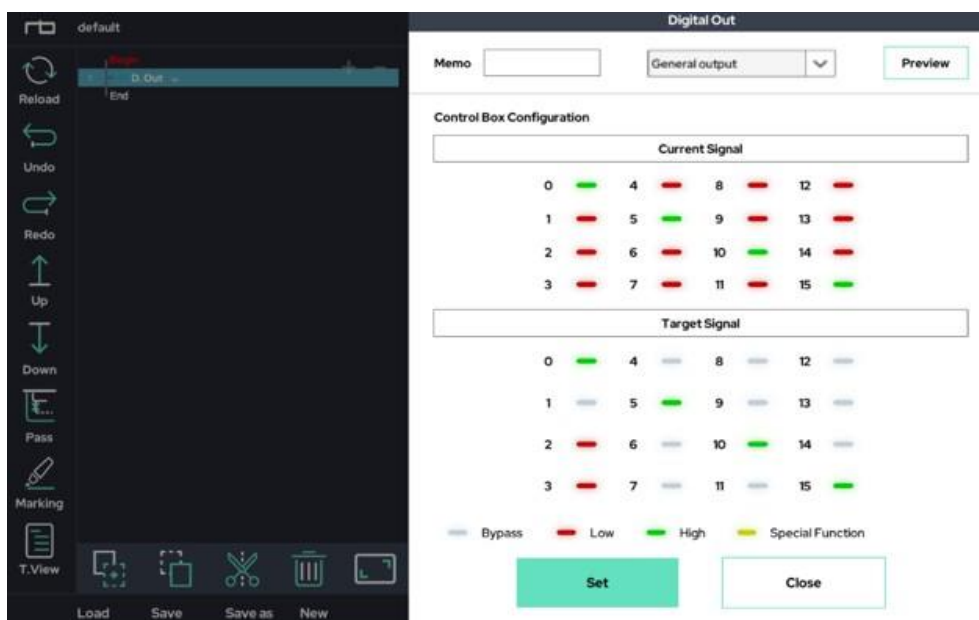 rb default
Begin
D. Out
End
Reload
Undo
Redo
Up
Down
Pass
Marking
T.View
Load Save Save as New
Digital Out
Memo General output Preview
Control Box Configuration
Current Signal
0 4 8 12
1 5 9 13
2 6 10 14
3 7 11 15
Target Signal
0 4 8 12
1 5 9 13
2 6 10 14
3 7 11 15
Bypass Low High Special Function
Set Close